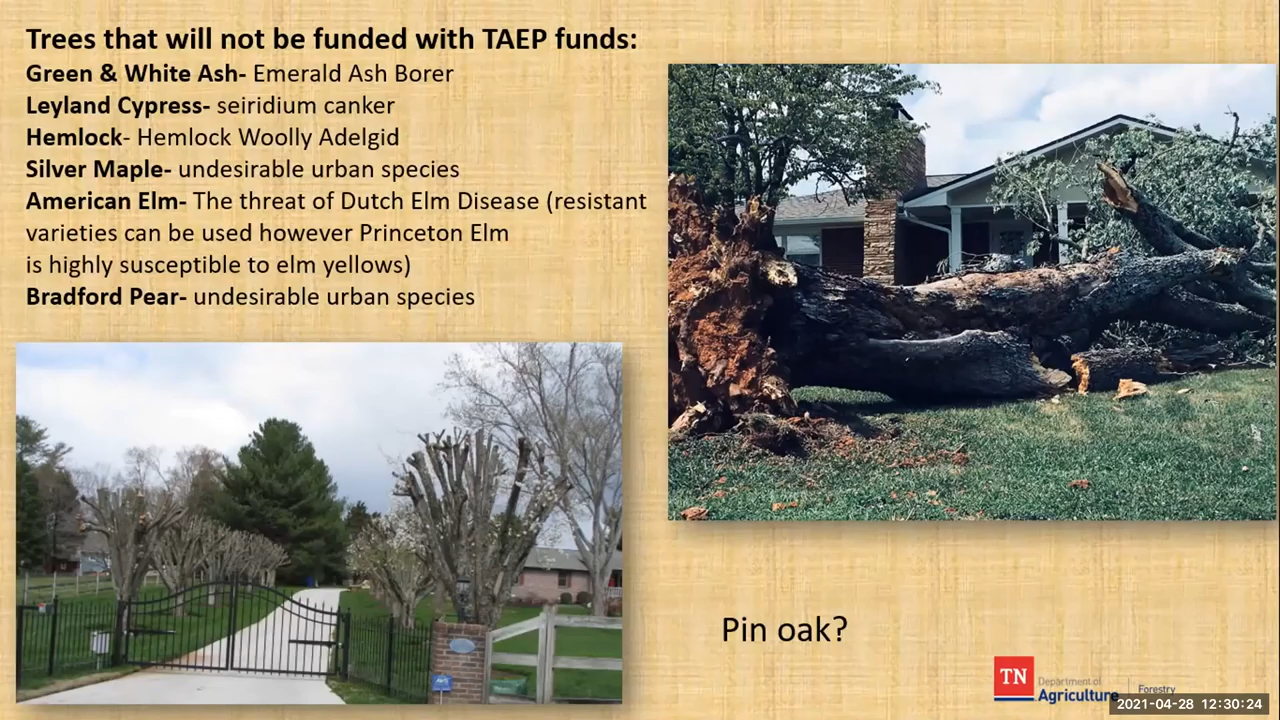 Trees that will not be funded with TAEP funds:
Green & White Ash- Emerald Ash Borer
Leyland Cypress- seiridium canker
Hemlock- Hemlock Woolly Adelgid
Silver Maple- undesirable urban species
American Elm- The threat of Dutch Elm Disease (resistant
varieties can be used however Princeton Elm
is highly susceptible to elm yellows)
Bradford Pear- undesirable urban species
Pin oak?
TN
Department of
Agriculture
Forestry
2021-04-28 12:30:24